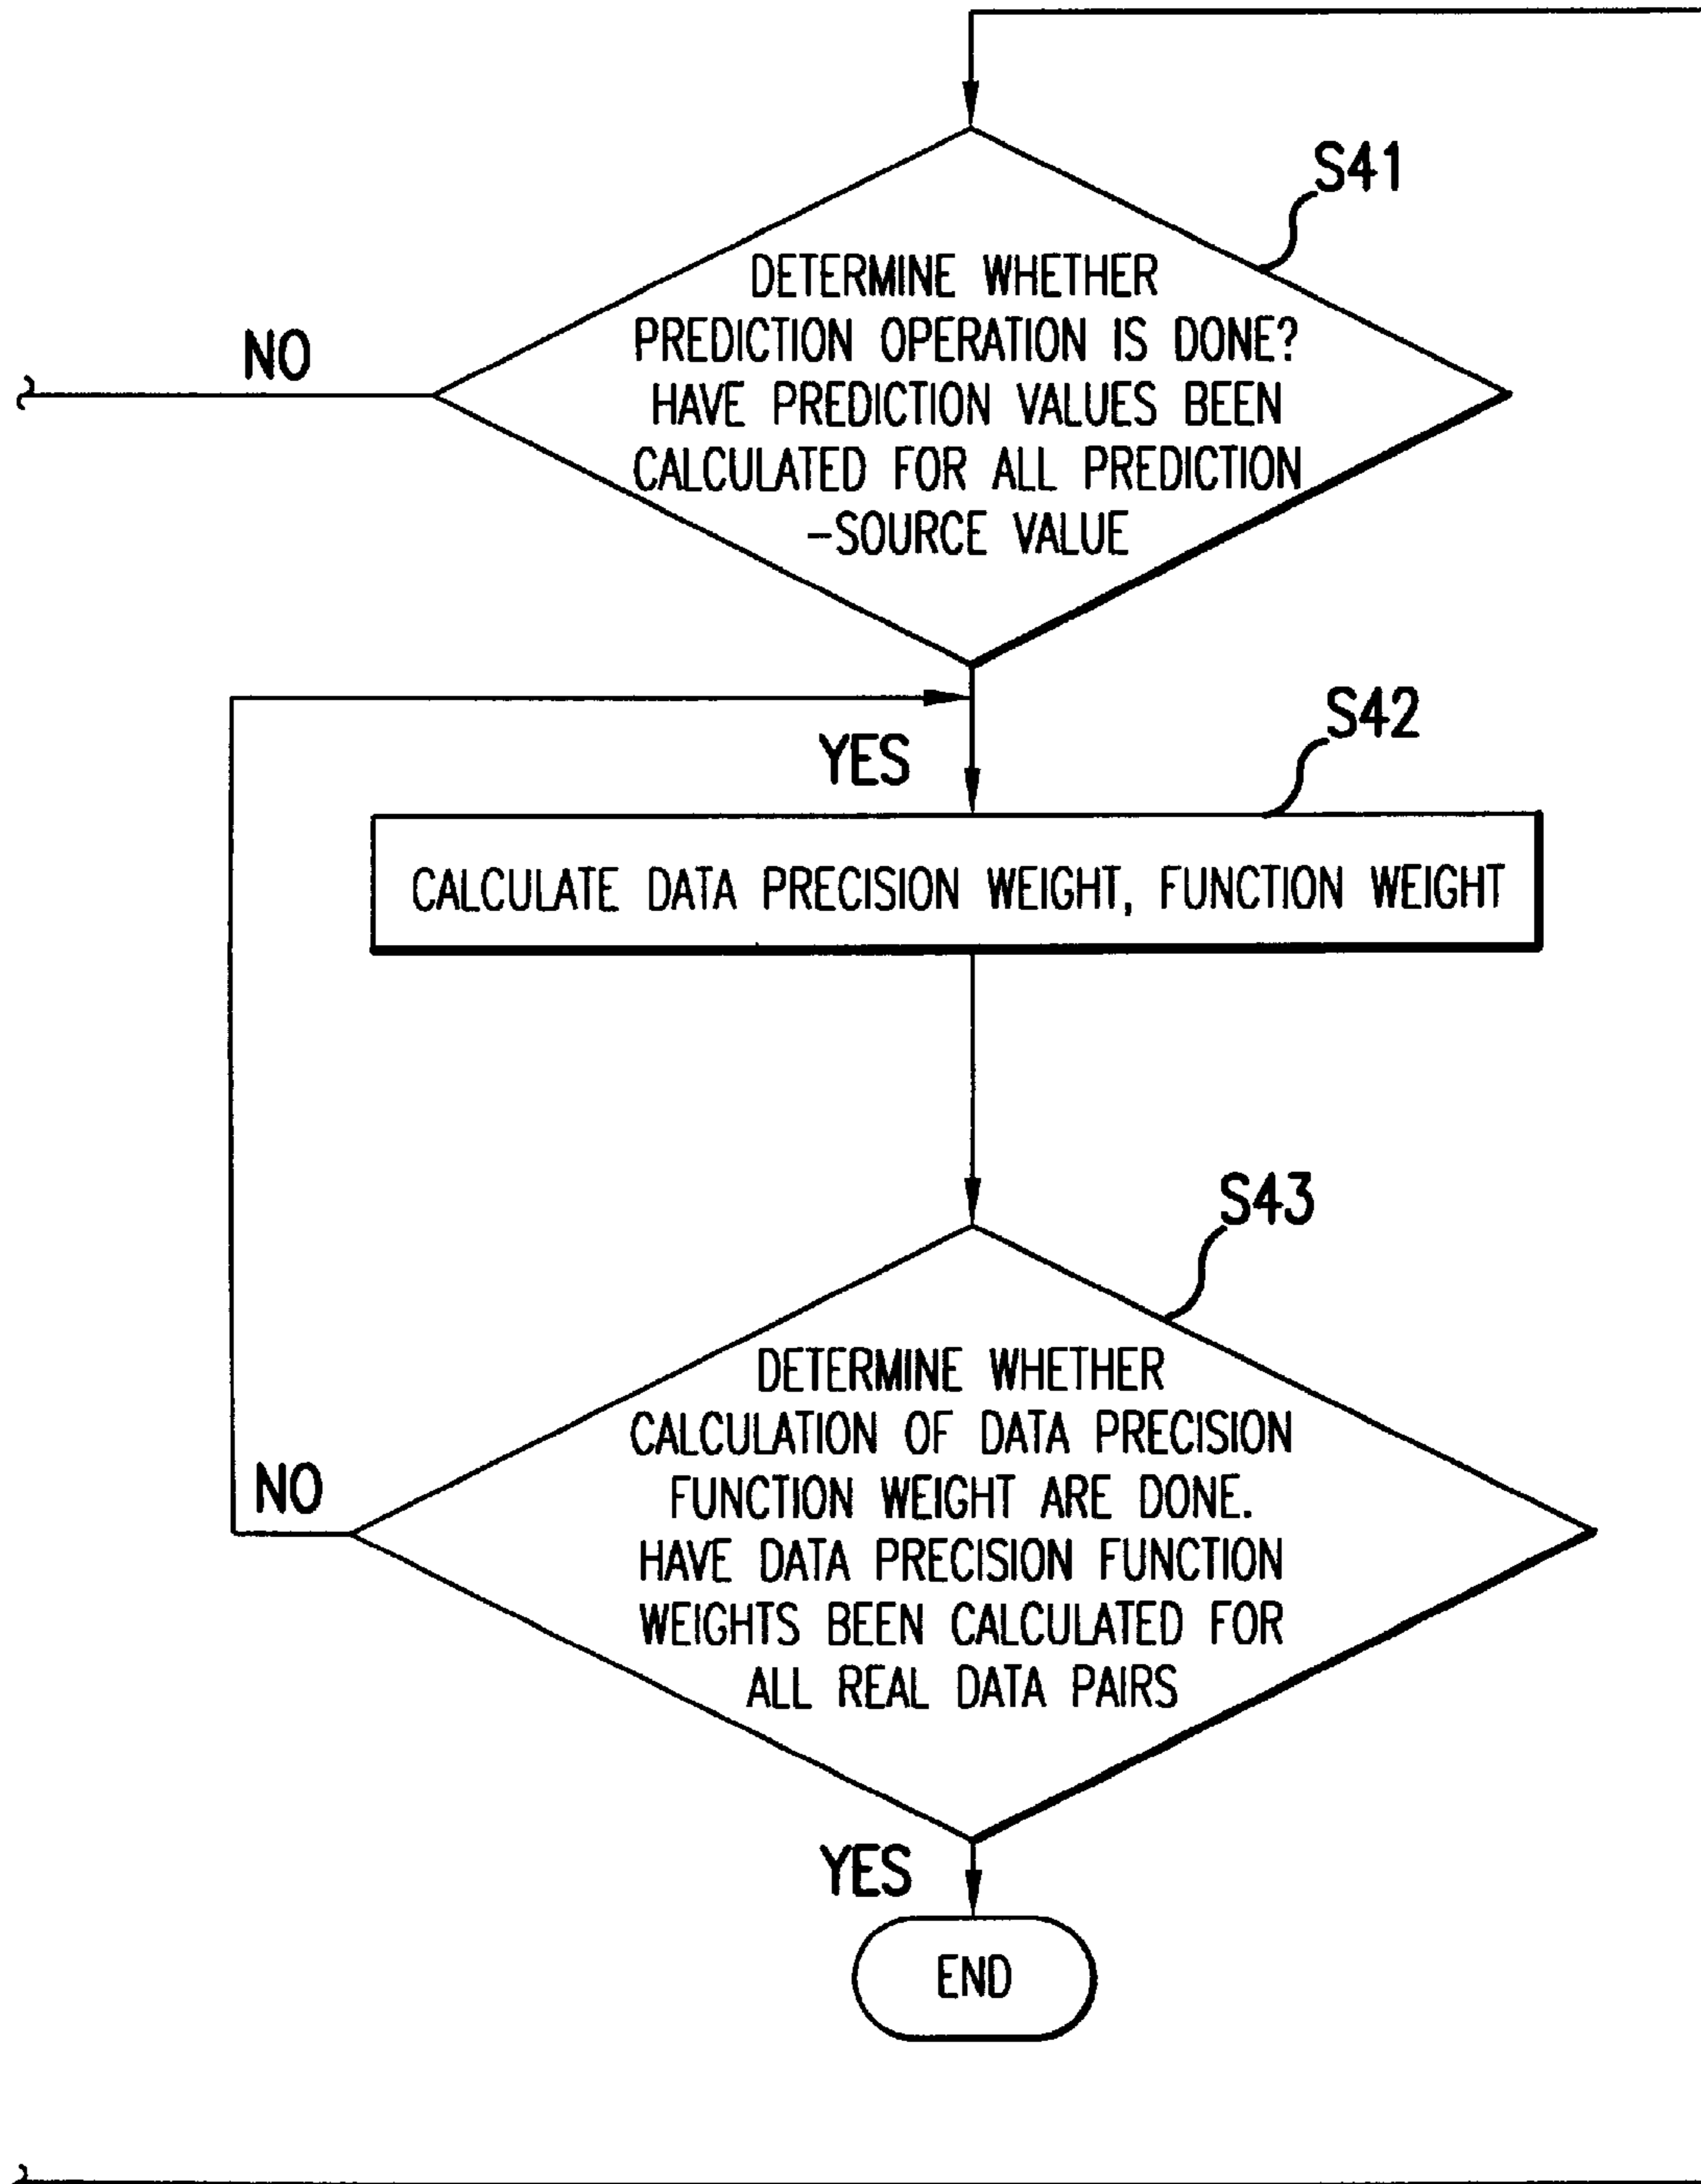 S41
DETERMINE WHETHER
PREDICTION OPERATION IS DONE?
HAVE PREDICTION VALUES BEEN
CALCULATED FOR ALL PREDICTION
-SOURCE VALUE
NO
YES
S42
CALCULATE DATA PRECISION WEIGHT, FUNCTION WEIGHT
S43
DETERMINE WHETHER
CALCULATION OF DATA PRECISION
FUNCTION WEIGHT ARE DONE.
HAVE DATA PRECISION FUNCTION
WEIGHTS BEEN CALCULATED FOR
ALL REAL DATA PAIRS
NO
YES
END